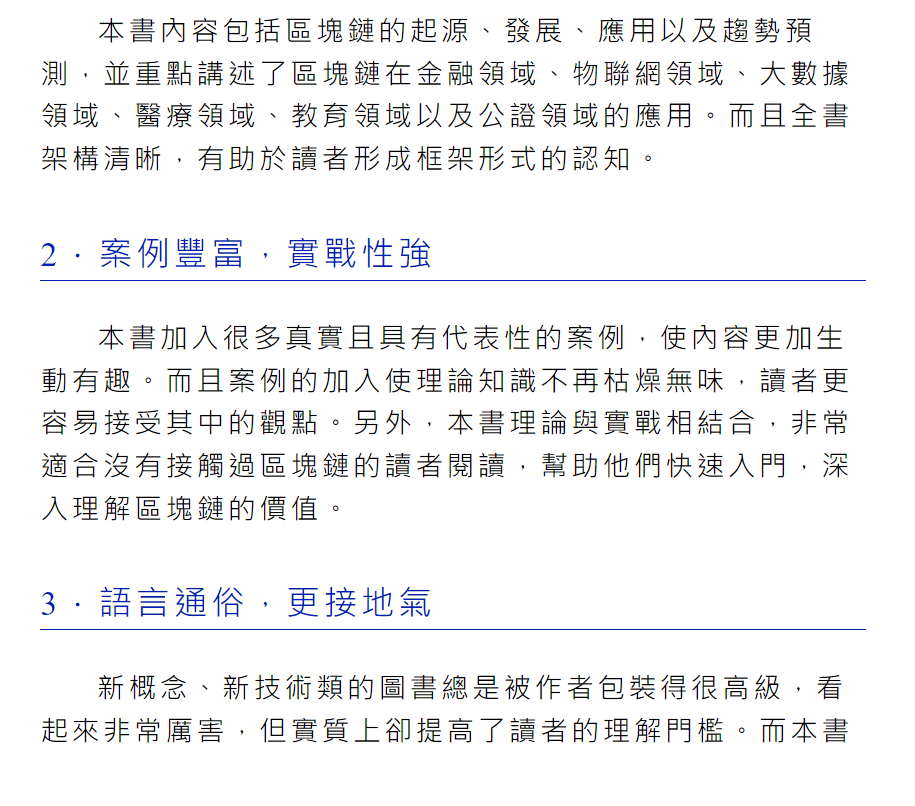 本書內容包括區塊鏈的起源、發展、應用以及趨勢預
測，並重點講述了區塊鏈在金融領域、物聯網領域、大數據
領域、醫療領域、教育領域以及公證領域的應用。而且全書
架構清晰，有助於讀者形成框架形式的認知。
2．案例豐富，實戰性強
本書加入很多真實且具有代表性的案例，使內容更加生
動有趣。而且案例的加入使理論知識不再枯燥無味，讀者更
容易接受其中的觀點。另外，本書理論與實戰相結合，非常
適合沒有接觸過區塊鏈的讀者閱讀，幫助他們快速入門，深
入理解區塊鏈的價值。
3．語言通俗，更接地氣
新概念、新技術類的圖書總是被作者包裝得很高級，看
起來非常厲害，但實質上卻提高了讀者的理解門檻。而本書